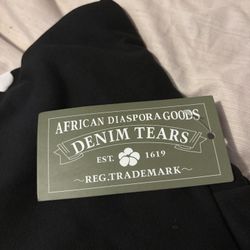 AFRICAN DIASPORA GOODS
DENIM TEARS
EST. 1619
~ REG. TRADEMARK ~